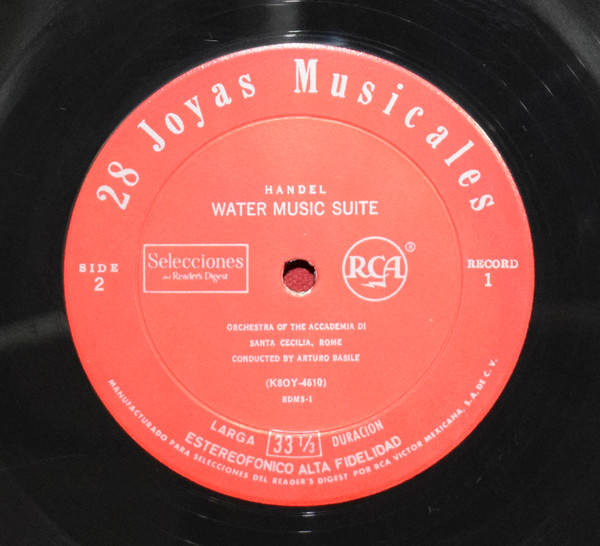 28 Joyas Musicales
HANDEL
WATER MUSIC SUITE
Selecciones
del Reader's Digest
RCA
®
SIDE
2
RECORD
1
ORCHESTRA OF THE ACCADEMIA DI
SANTA CECILIA, ROME
CONDUCTED BY ARTURO BASILE
(K8OY-4610)
RDMS-1
LARGA 33 1/3 DURACION
ESTEREOFONICO ALTA FIDELIDAD
MANUFACTURADO PARA SELECCIONES DEL READER'S DIGEST POR RCA VICTOR MEXICANA, S.A. DE C.V.